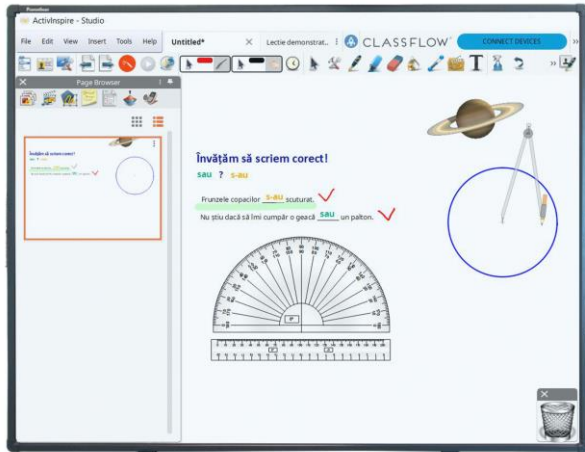 Promethean
ActivInspire - Studio
File Edit View Insert Tools Help Untitled* Lectie demonstrat.. CLASSFLOW CONNECT DEVICES
Page Browser
Învățăm să scriem corect!
sau ? s-au
Frunzele copacilor s-au scuturat.
Nu știu dacă să îmi cumpăr o geacă sau un palton.